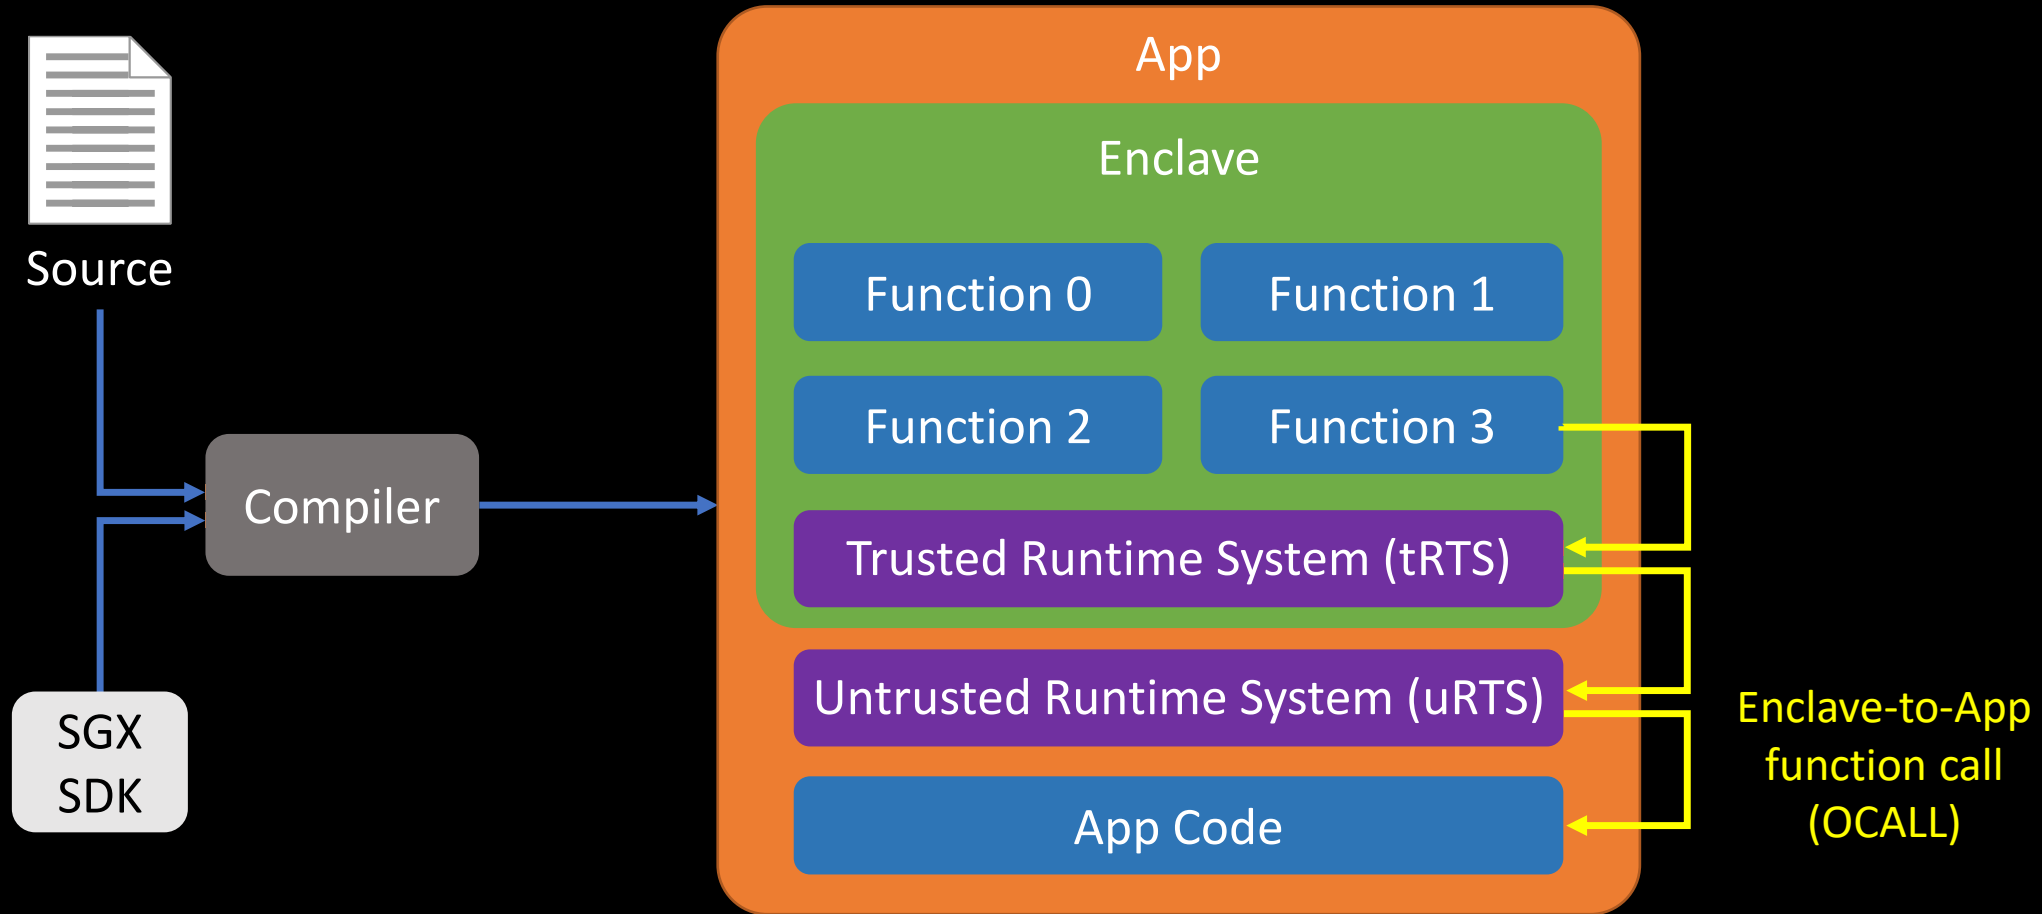 Source
SGX
SDK
Compiler
App
Enclave
Function 0
Function 1
Function 2
Function 3
Trusted Runtime System (tRTS)
Untrusted Runtime System (uRTS)
App Code
Enclave-to-App
function call
(OCALL)